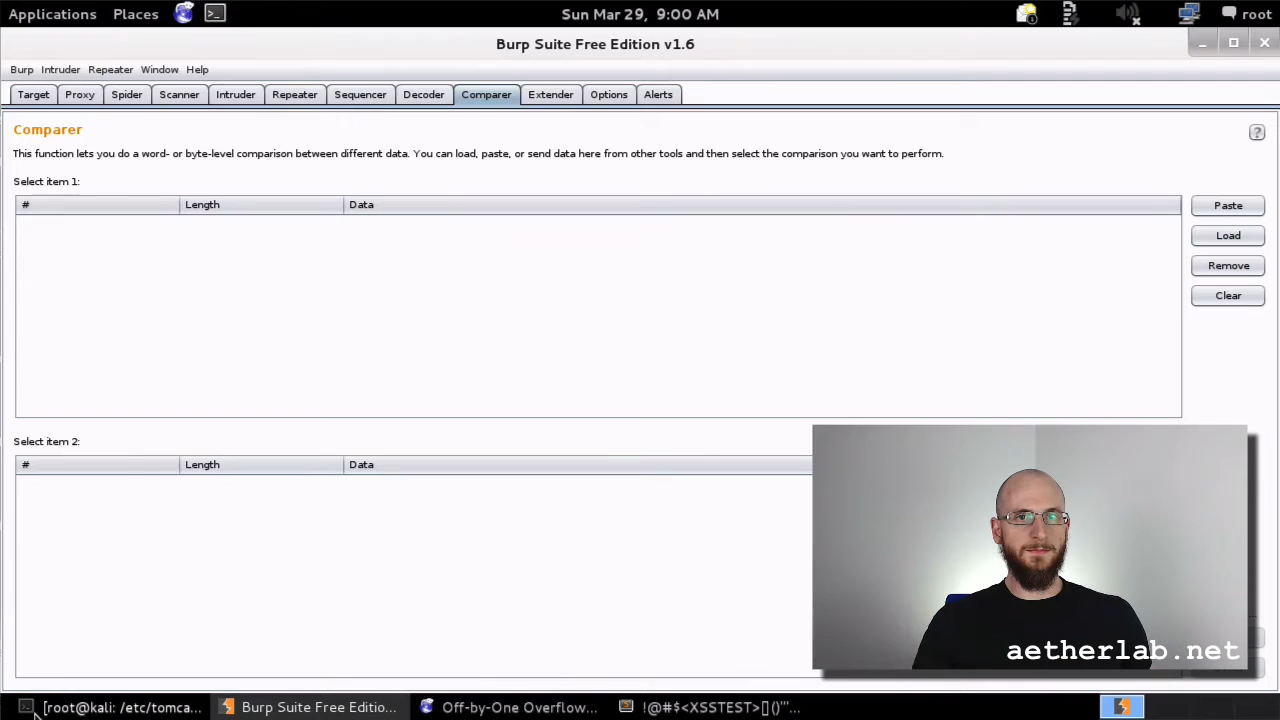 Applications Places Sun Mar 29, 9:00 AM root
Burp Suite Free Edition v1.6
Burp Intruder Repeater Window Help
Target Proxy Spider Scanner Intruder Repeater Sequencer Decoder Comparer Extender Options Alerts
Comparer
?
This function lets you do a word- or byte-level comparison between different data. You can load, paste, or send data here from other tools and then select the comparison you want to perform.
Select item 1:
# Length Data
Paste
Load
Remove
Clear
Select item 2:
# Length Data
aetherlab.net
[root@kali: /etc/tomca... Burp Suite Free Editio... Off-by-One Overflow... !@#$<XSSTEST>[]()'"...